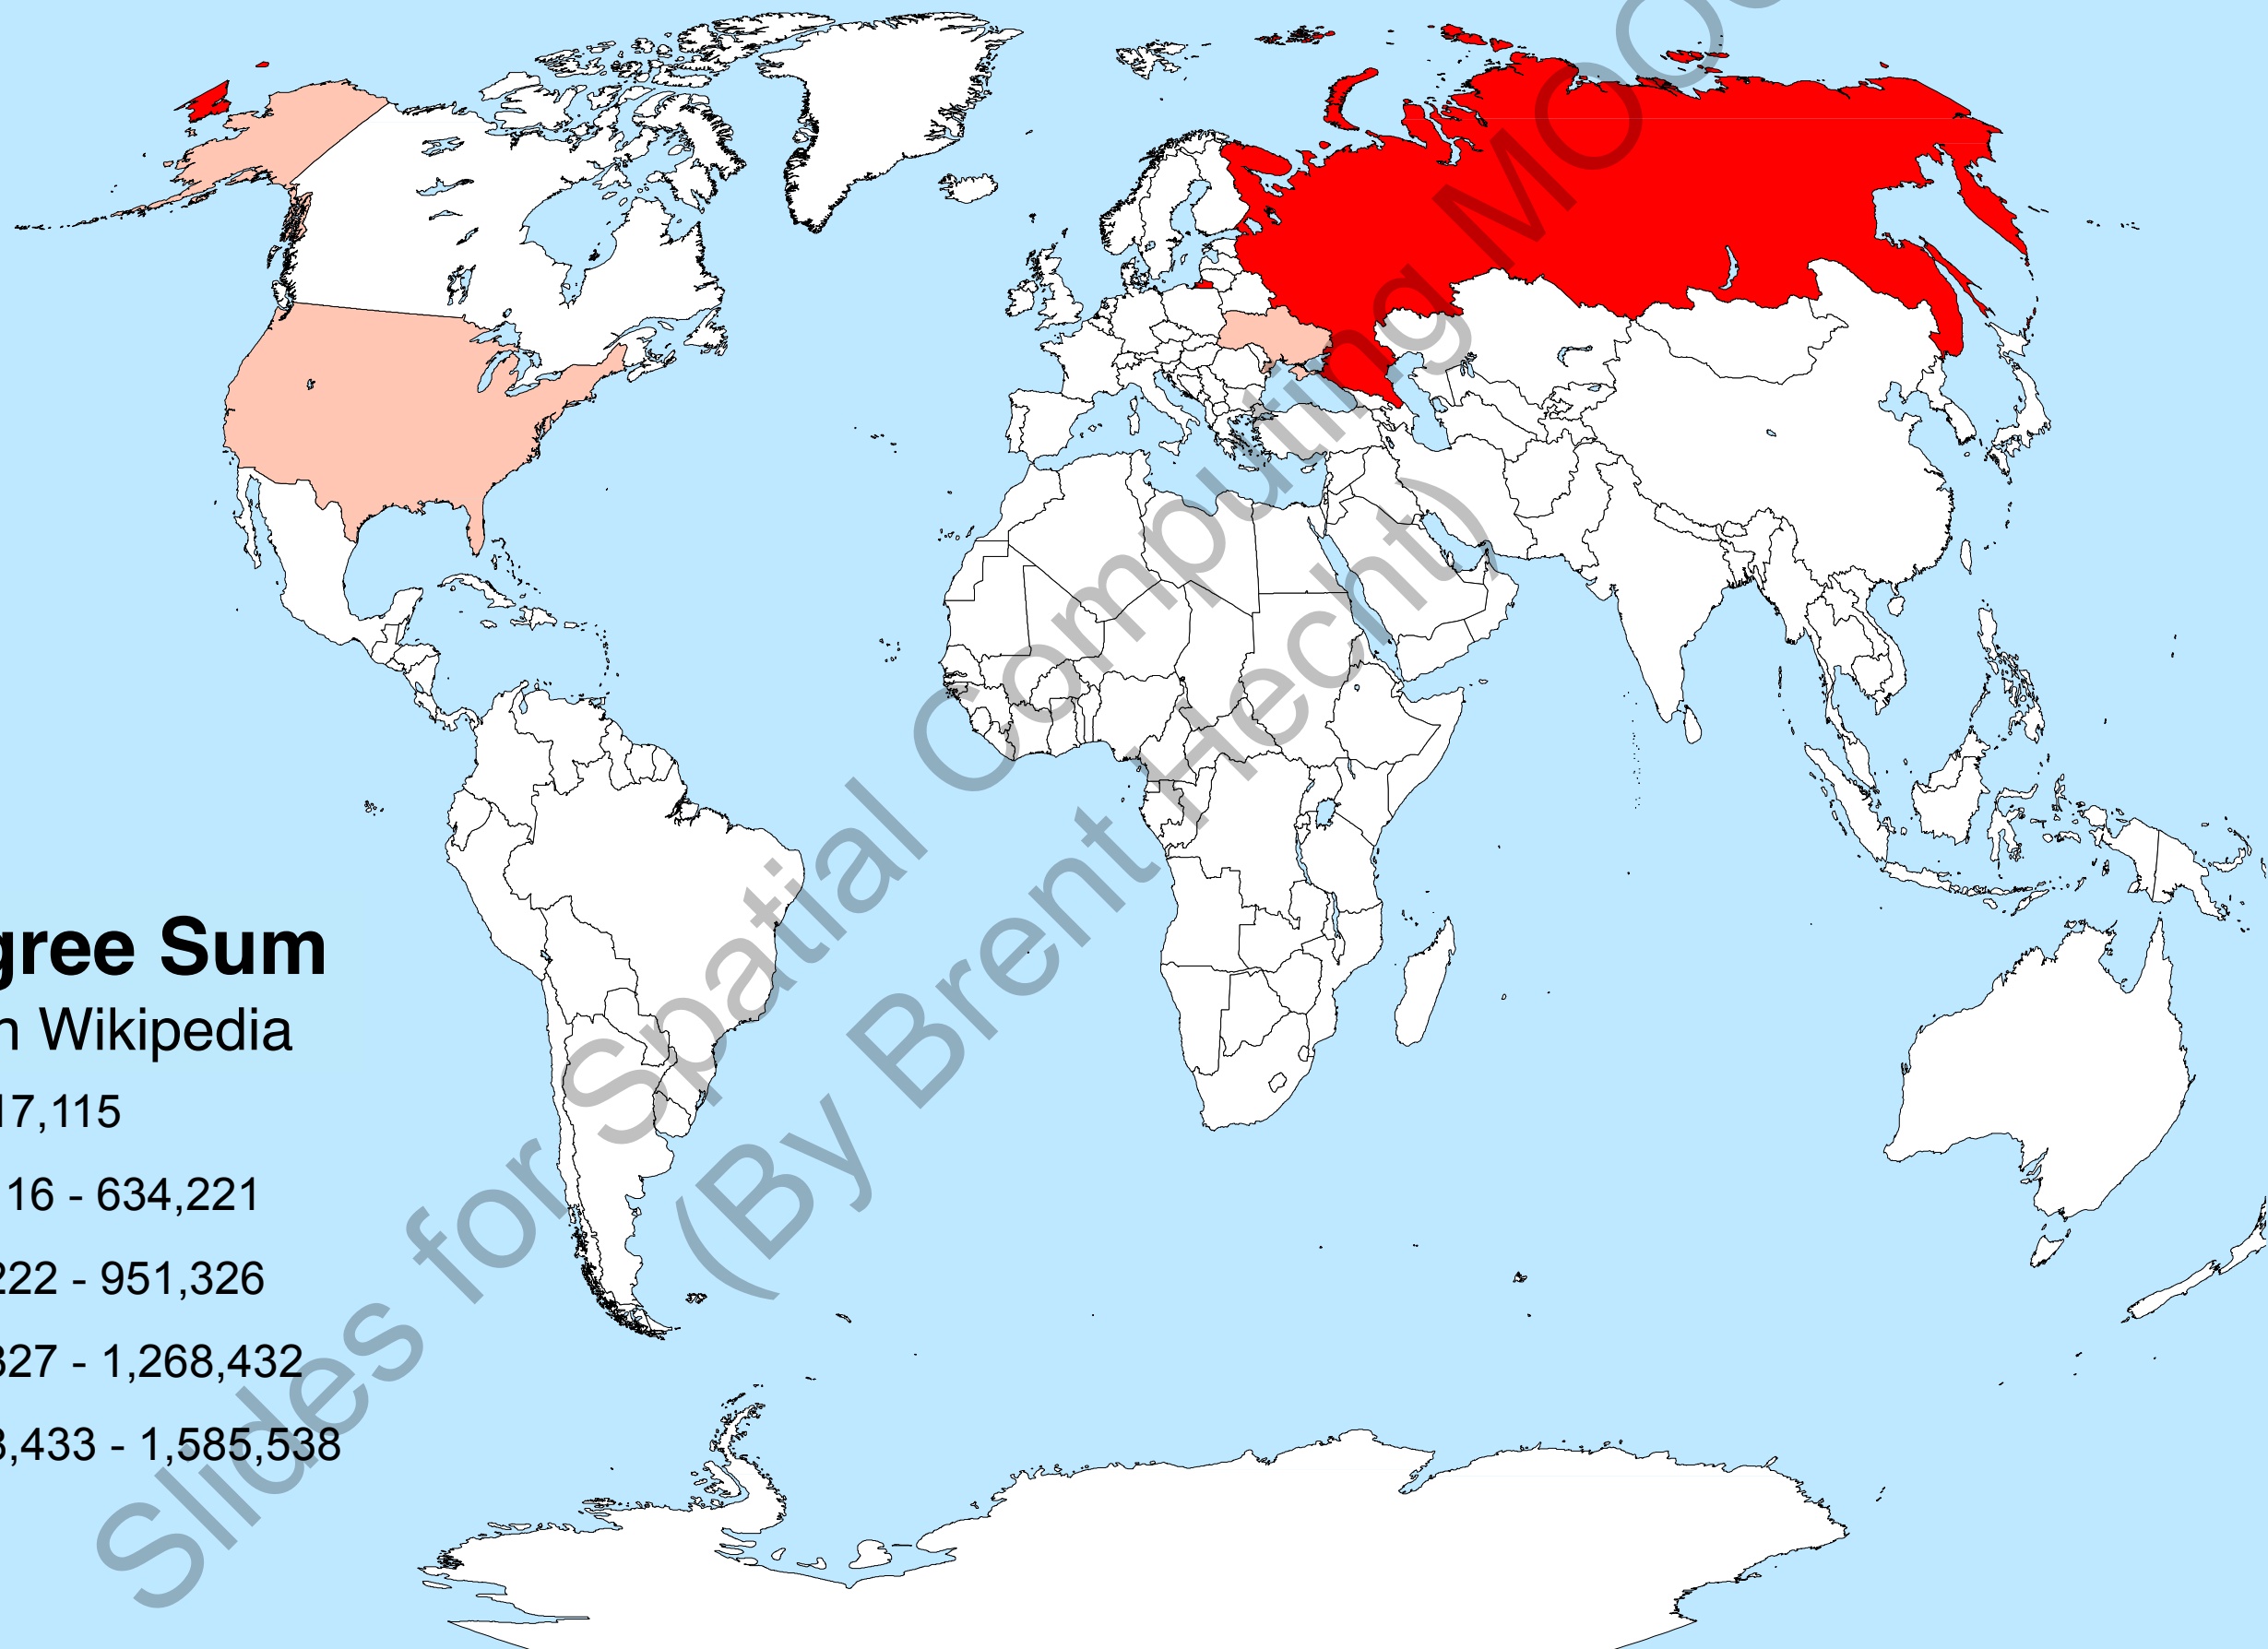 gree Sum
n Wikipedia
17,115
16 - 634,221
222 - 951,326
327 - 1,268,432
3,433 - 1,585,538
Slides for Spatial Computing MOOC
(By Brent Hecht)